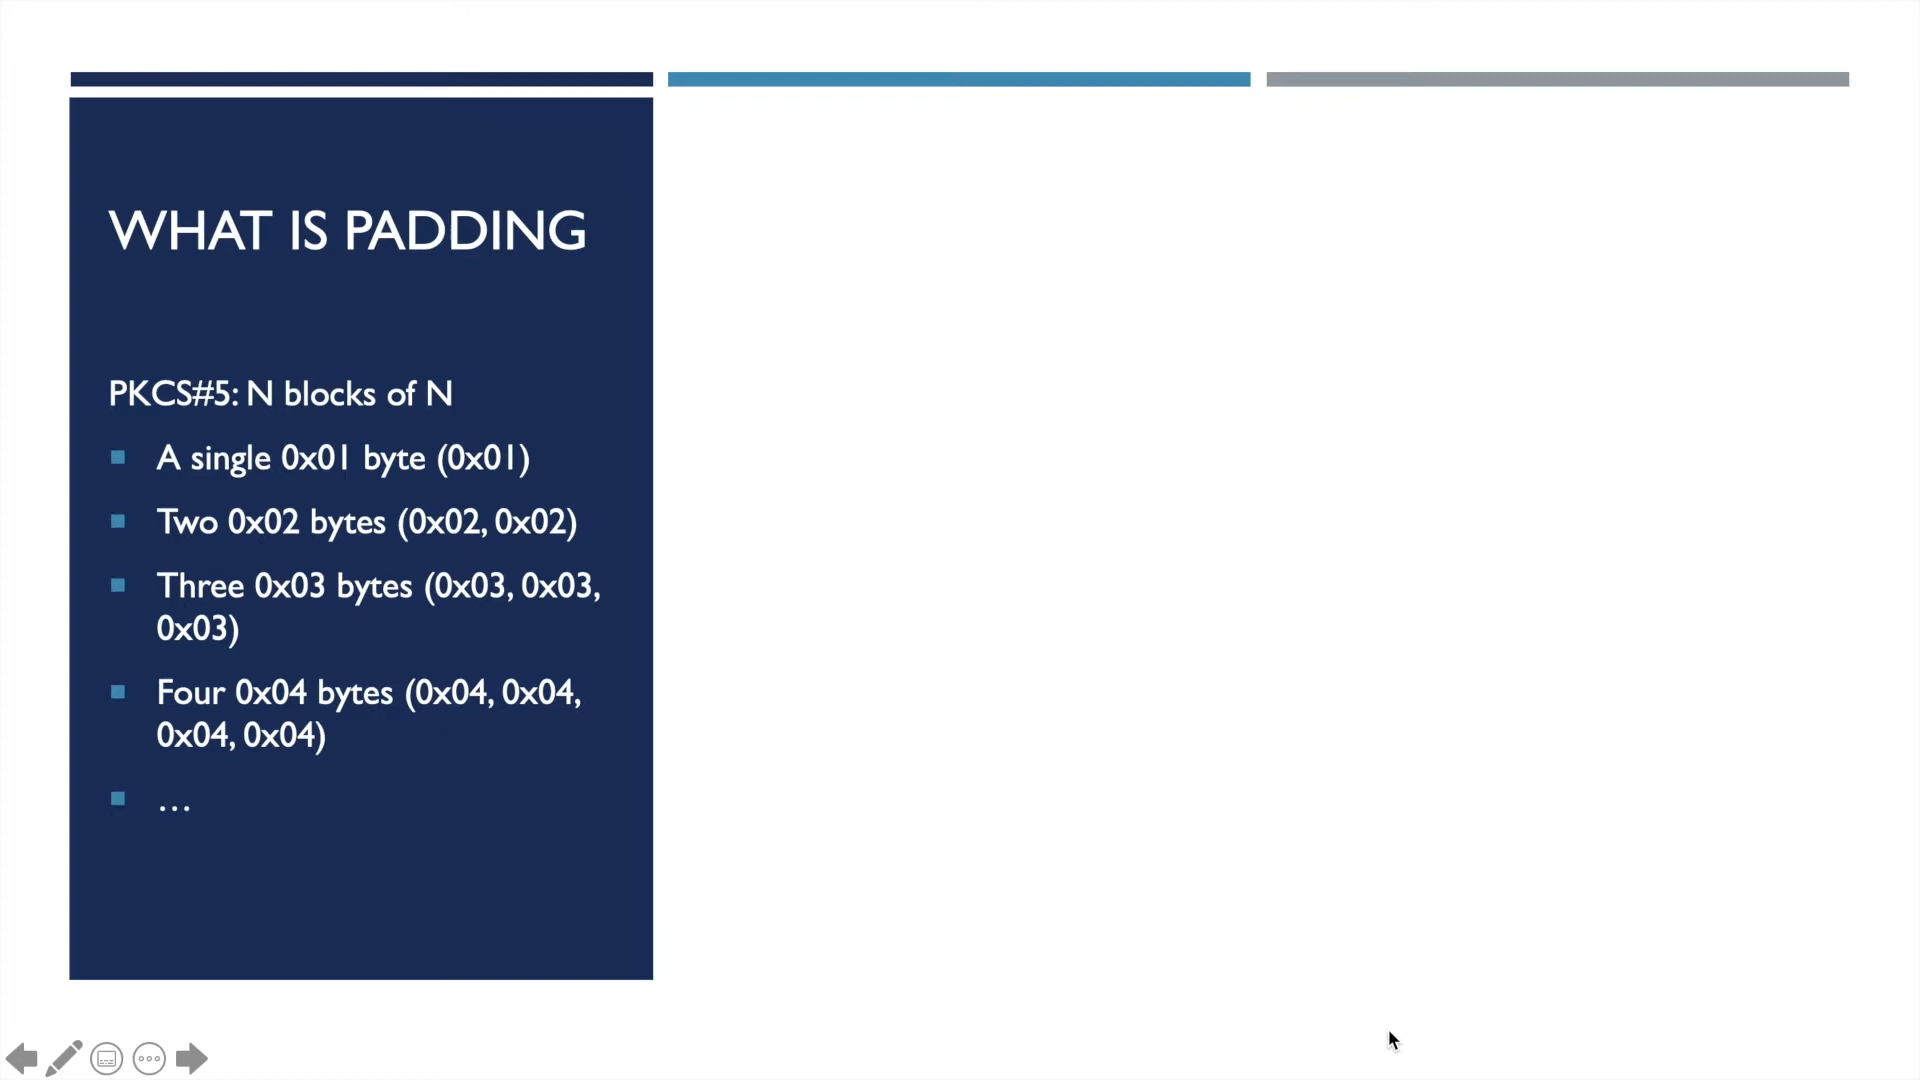 WHAT IS PADDING
PKCS#5: N blocks of N
A single 0x01 byte (0x01)
Two 0x02 bytes (0x02, 0x02)
Three 0x03 bytes (0x03, 0x03,
0x03)
Four 0x04 bytes (0x04, 0x04,
0x04, 0x04)
…